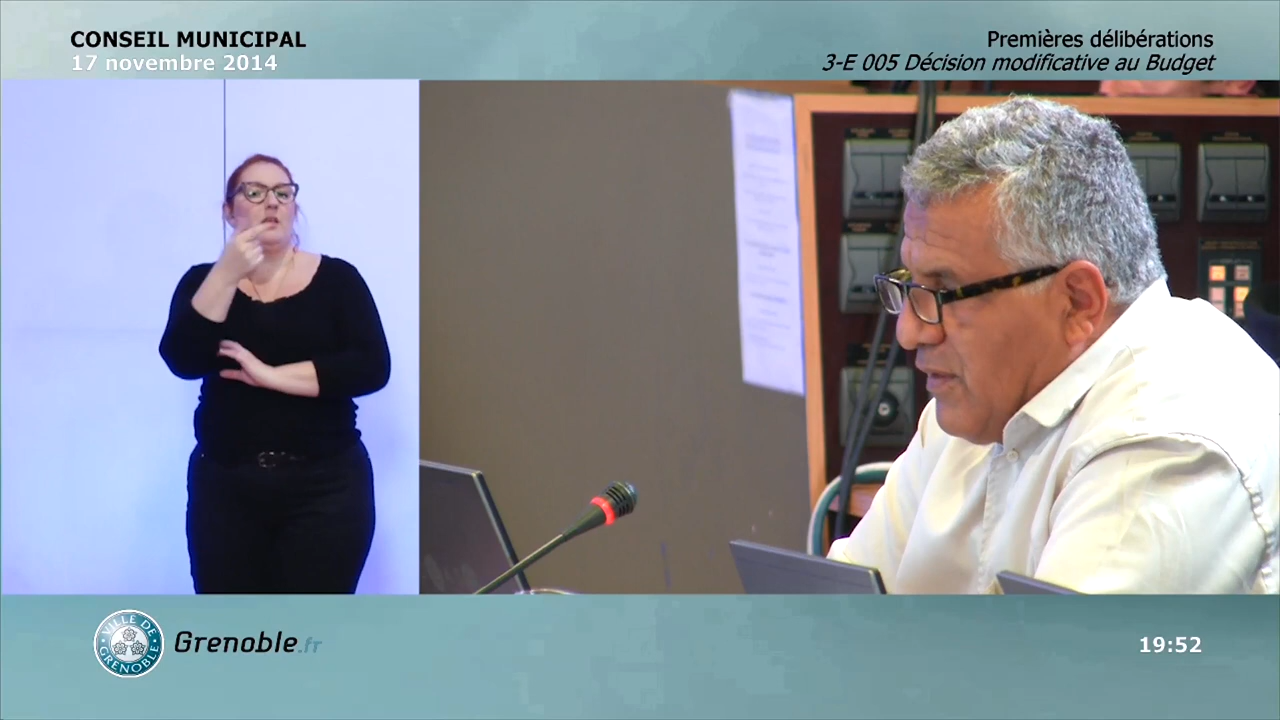 CONSEIL MUNICIPAL
17 novembre 2014
Premières délibérations
3-E 005 Décision modificative au Budget
VILLE DE GRENOBLE
Grenoble.fr
19:52